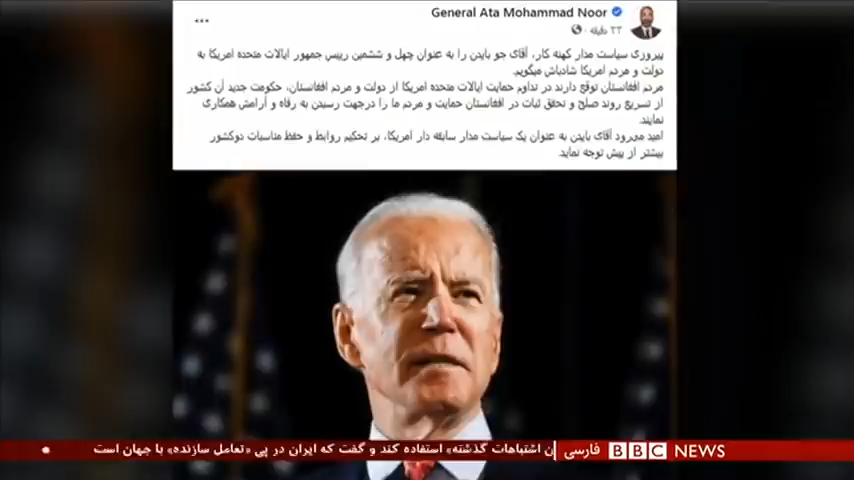 General Ata Mohammad Noor
۲۳ دقیقه
پیروزی سیاست مدار کهنه کار، آقای جو بایدن را به عنوان چهل و ششمین رییس جمهور ایالات متحده امریکا به
دولت و مردم امریکا شادباش میگویم.
مردم افغانستان توقع دارند در تداوم حمایت ایالات متحده امریکا از دولت و مردم افغانستان، حکومت جدید آن کشور
از تسریع روند صلح و تحقق ثبات در افغانستان حمایت و مردم ما را درجهت رسیدن به رفاه و آرامش همکاری
نمایند.
امید می‌رود آقای بایدن به عنوان یک سیاست مدار سابقه دار آمریکا، بر تحکیم روابط و حفظ مناسبات دوکشور
بیشتر از پیش توجه نماید.
ن اشتباهات گذشته» استفاده کند و گفت که ایران در پی «تعامل سازنده» با جهان است
BBC NEWS فارسی